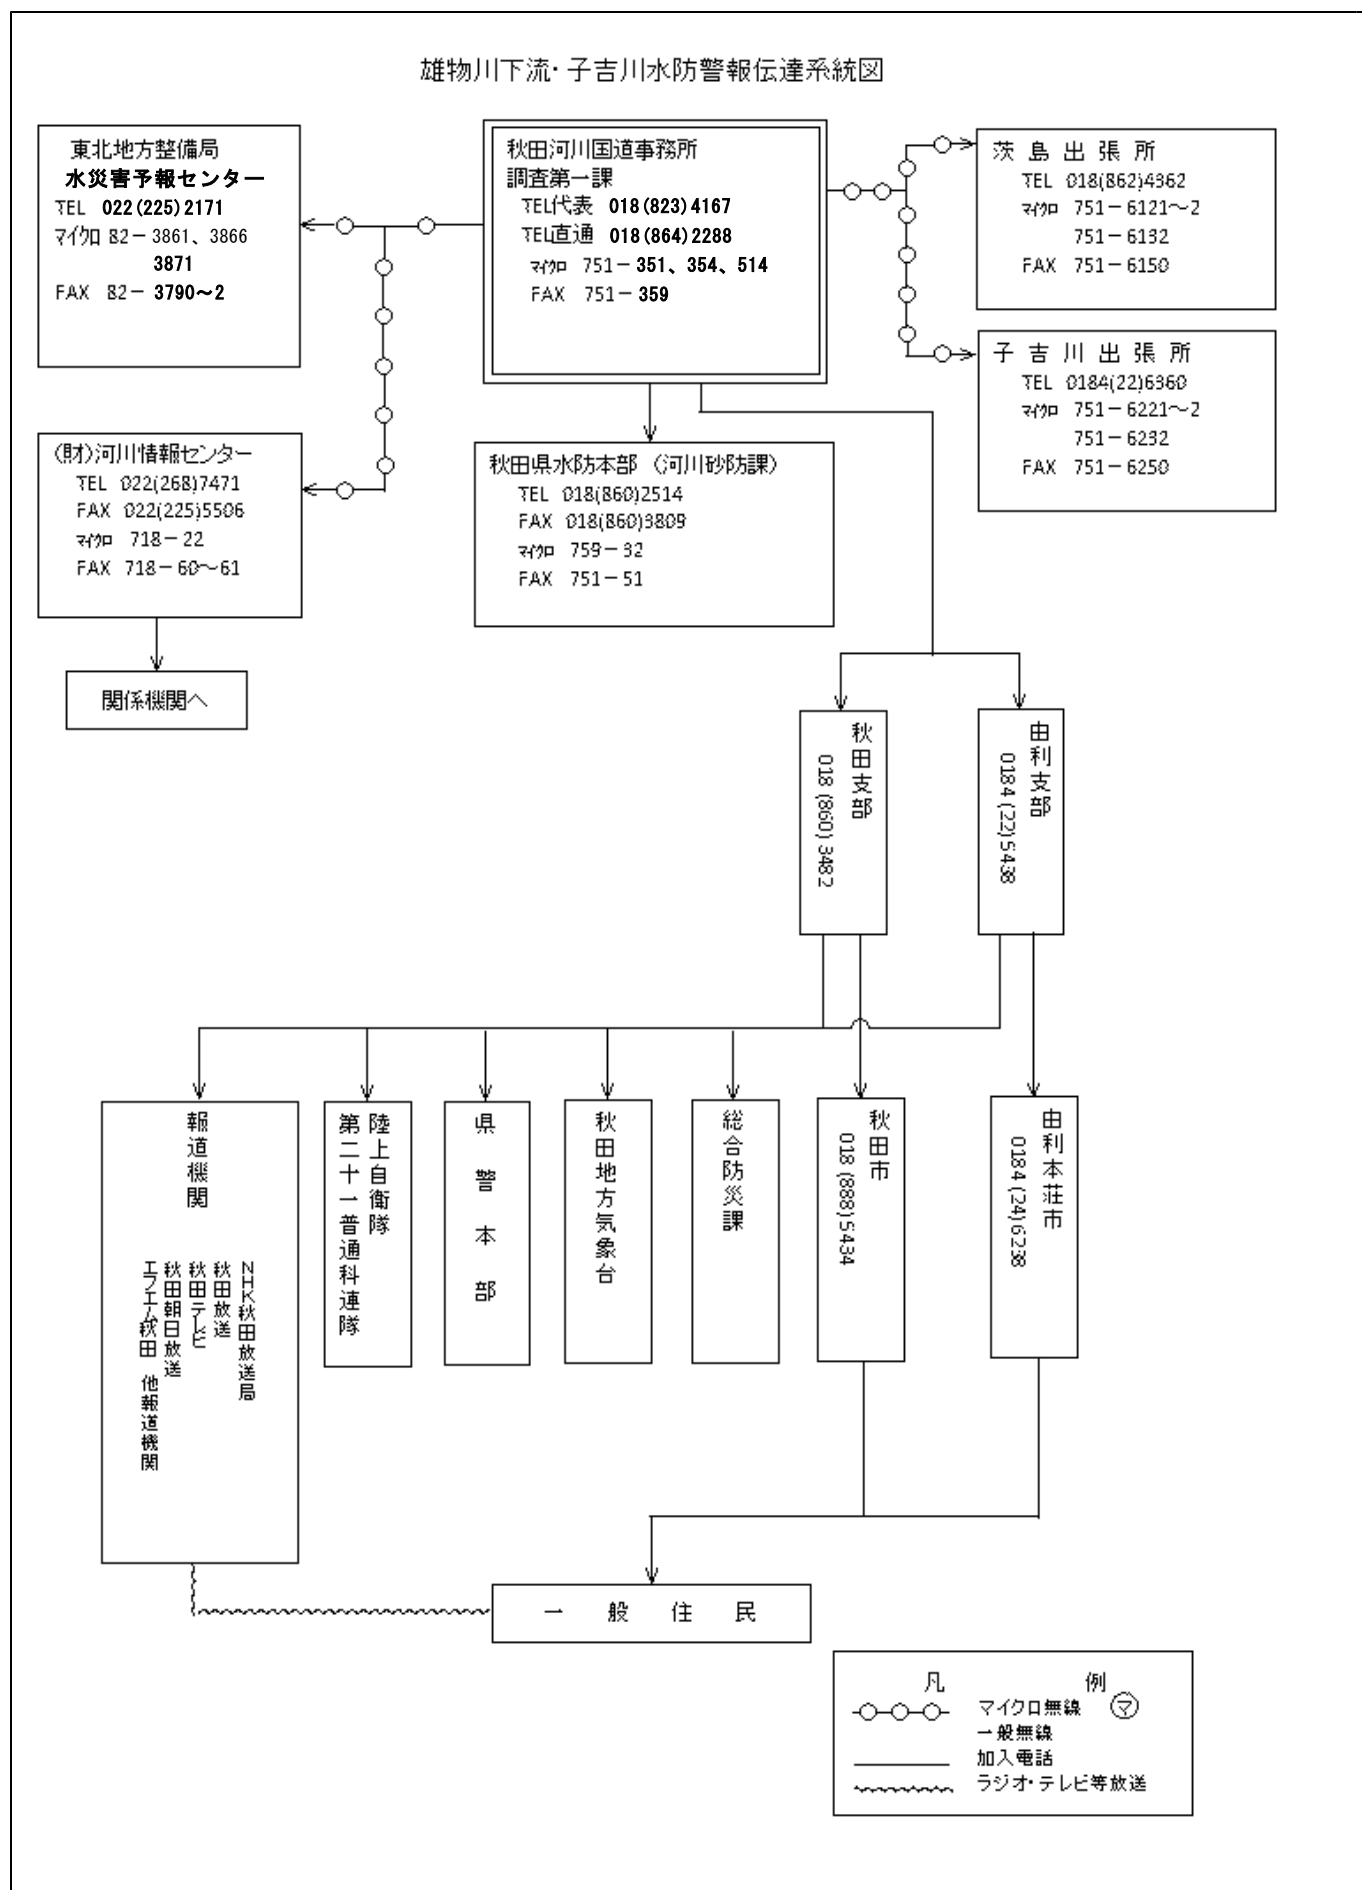 雄物川下流・子吉川水防警報伝達系統図
東北地方整備局
水災害予報センター
TEL 022(225)2171
マイクロ 82－3861、3866
3871
FAX 82－3790～2
秋田河川国道事務所
調査第一課
TEL代表 018(823)4167
TEL直通 018(864)2288
マイクロ 751－351、354、514
FAX 751－359
茨島出張所
TEL 018(862)4362
マイクロ 751－6121～2
751－6132
FAX 751－6150
子吉川出張所
TEL 0184(22)6360
マイクロ 751－6221～2
751－6232
FAX 751－6250
(財)河川情報センター
TEL 022(268)7471
FAX 022(225)5506
マイクロ 718－22
FAX 718－60～61
秋田県水防本部（河川砂防課）
TEL 018(860)2514
FAX 018(860)3809
マイクロ 759－32
FAX 751－51
関係機関へ
秋田支部
018(860)3482
由利支部
0184(22)5438
報道機関
NHK秋田放送局
秋田放送
秋田テレビ
秋田朝日放送
エフエム秋田 他報道機関
陸上自衛隊
第二十一普通科連隊
県警本部
秋田地方気象台
総合防災課
秋田市
018(888)5434
由利本荘市
0184(24)6238
一般住民
凡例
マイクロ無線 マ
一般無線
加入電話
ラジオ・テレビ等放送